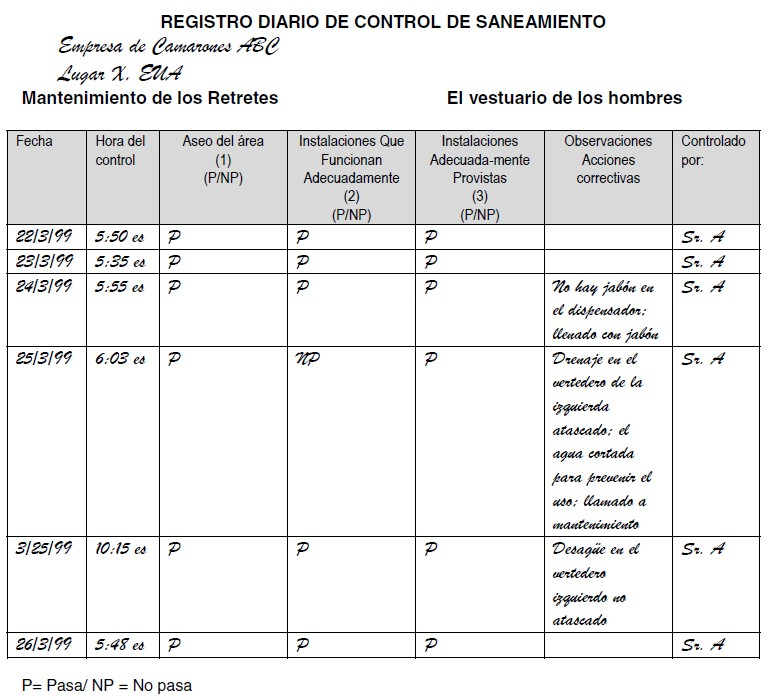 REGISTRO DIARIO DE CONTROL DE SANEAMIENTO
Empresa de Camarones ABC
Lugar X, EUA
Mantenimiento de los Retretes El vestuario de los hombres
Fecha Hora del control Aseo del área (1) (P/NP) Instalaciones Que Funcionan Adecuadamente (2) (P/NP) Instalaciones Adecuada-mente Provistas (3) (P/NP) Observaciones Acciones correctivas Controlado por:
22/3/99 5:50 es P P P Sr. A
23/3/99 5:35 es P P P Sr. A
24/3/99 5:55 es P P P No hay jabón en Sr. A
el dispensador;
llenado con jabón
25/3/99 6:03 es P NP P Drenaje en el Sr. A
vertedero de la
izquierda
atascado; el
agua cortada
para prevenir el
uso; llamado a
mantenimiento
3/25/99 10:15 es P P P Desagüe en el Sr. A
vertedero
izquierdo no
atascado
26/3/99 5:48 es P P P Sr. A
P= Pasa/ NP = No pasa